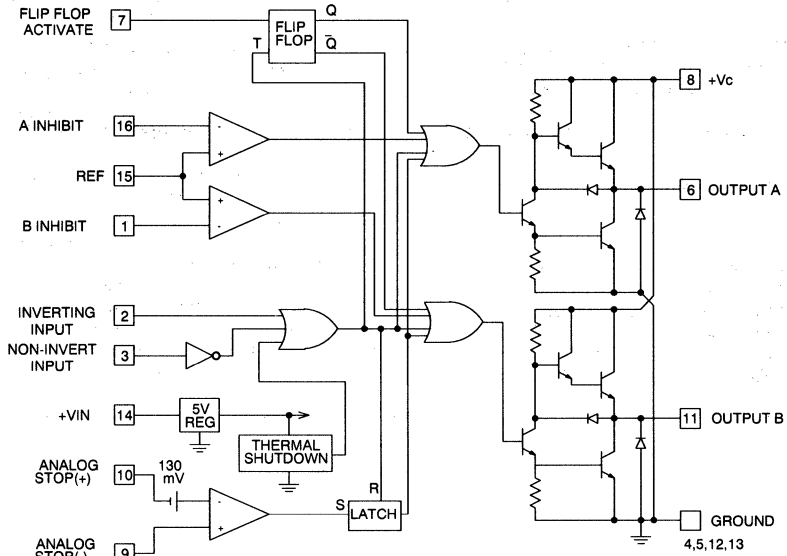 FLIP FLOP
ACTIVATE
7
FLIP
FLOP
T
Q
Q̅
8 +Vc
A INHIBIT 16
-
+
REF 15
+
-
B INHIBIT 1
6 OUTPUT A
INVERTING
INPUT
2
NON-INVERT
INPUT
3
+VIN 14
5V
REG
THERMAL
SHUTDOWN
11 OUTPUT B
ANALOG
STOP(+)
10
130
mV
-
+
S
R
LATCH
ANALOG
STOP(-)
9
GROUND
4,5,12,13